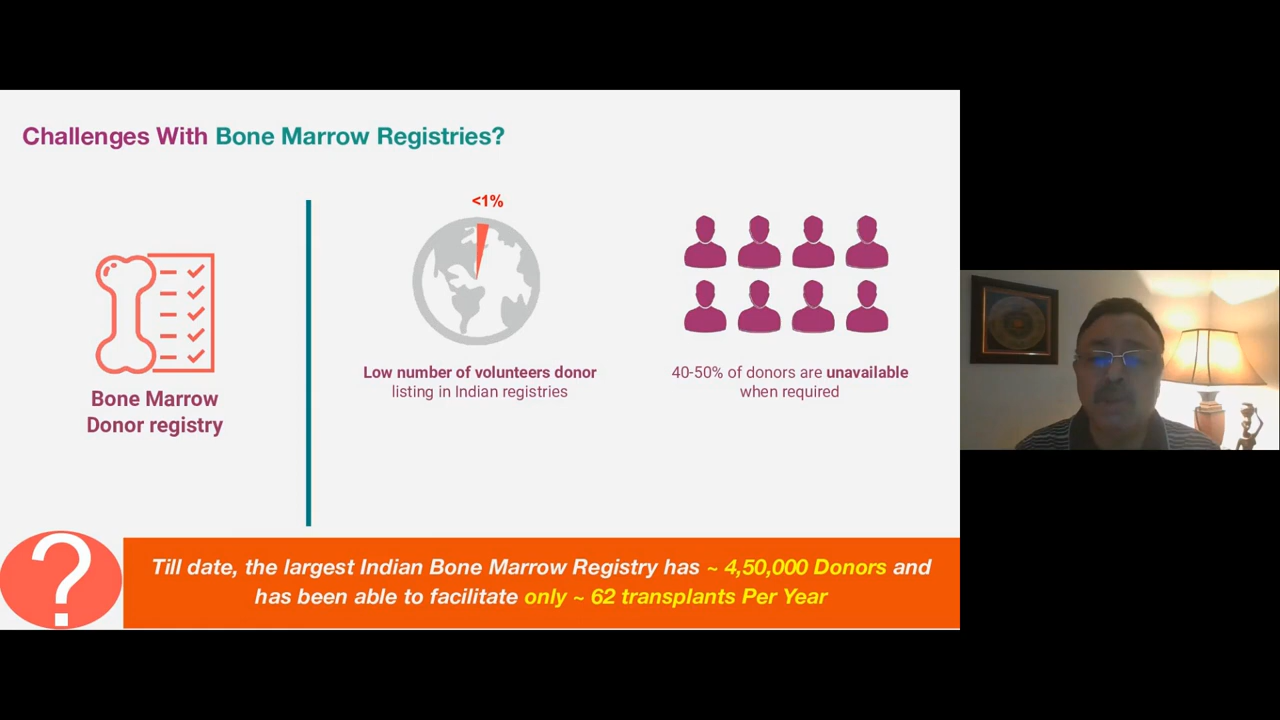 Challenges With Bone Marrow Registries?
Bone Marrow
Donor registry
<1%
Low number of volunteers donor
listing in Indian registries
40-50% of donors are unavailable
when required
?
Till date, the largest Indian Bone Marrow Registry has ~ 4,50,000 Donors and
has been able to facilitate only ~ 62 transplants Per Year